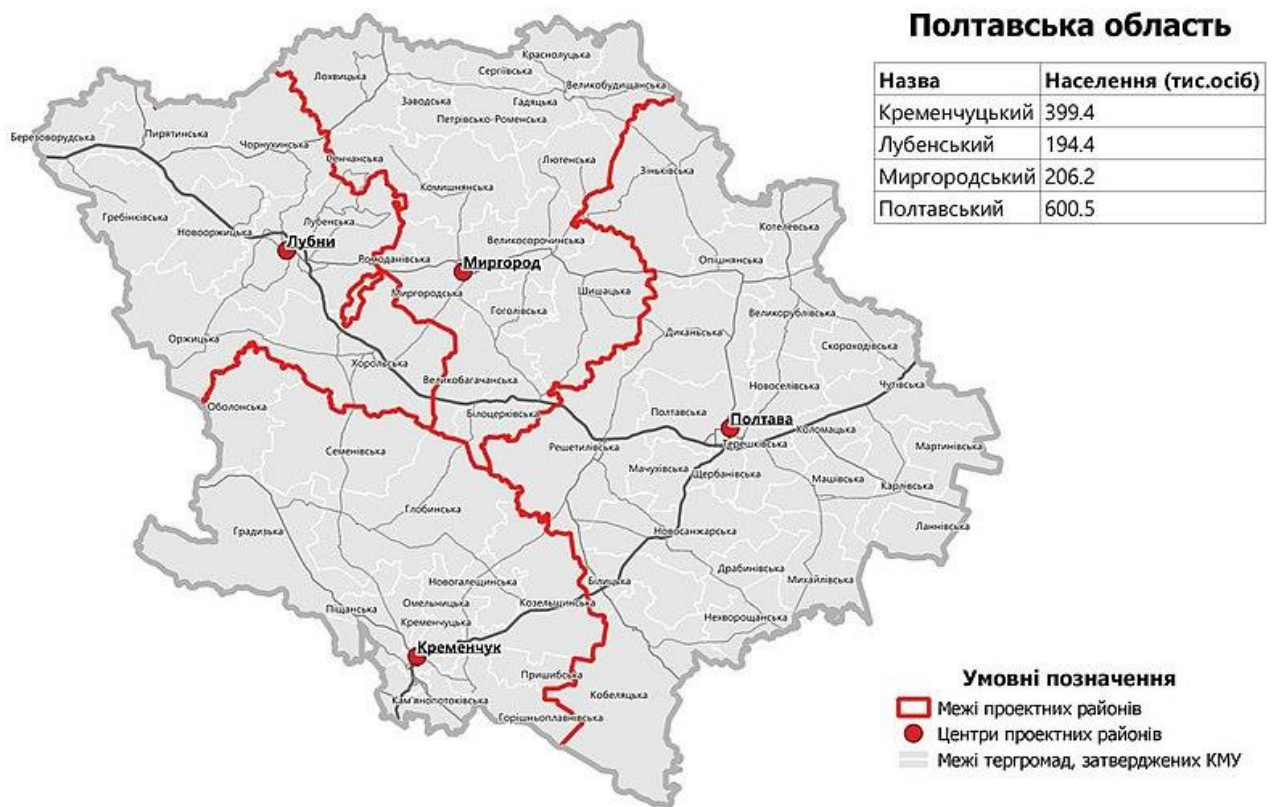 Полтавська область
Назва Населення (тис.осіб)
Кременчуцький 399.4
Лубенський 194.4
Миргородський 206.2
Полтавський 600.5
Краснолуцька
Лохвицька
Сергіївська
Великобудищанська
Заводська
Гадяцька
Петрівсько-Роменська
Березоворудська
Пирятинська
Чорнухинська
Сенчанська
Лютенська
Зіньківська
Комишнянська
Гребінківська
Лубенська
Котелевська
Новооржицька
Лубни
Великосорочинська
Ромоданівська
Миргород
Опішнянська
Миргородська
Шишацька
Гоголівська
Великорублівська
Оржицька
Диканьська
Скороходівська
Хорольська
Великобагачанська
Новоселівська
Чутівська
Оболонська
Білоцерківська
Полтавська
Полтава
Коломацька
Терешківська
Мартинівська
Семенівська
Решетилівська
Мачухівська
Щербанівська
Машівська
Карлівська
Глобинська
Градизька
Новосанжарська
Ланнівська
Драбинівська
Михайлівська
Новогалещинська
Білицька
Піщанська
Омельницька
Козельщинська
Кременчуцька
Нехворощанська
Кременчук
Пришибська
Кобеляцька
Кам'янопотоківська
Горішньоплавнівська
Умовні позначення
Межі проектних районів
Центри проектних районів
Межі тергромад, затверджених КМУ